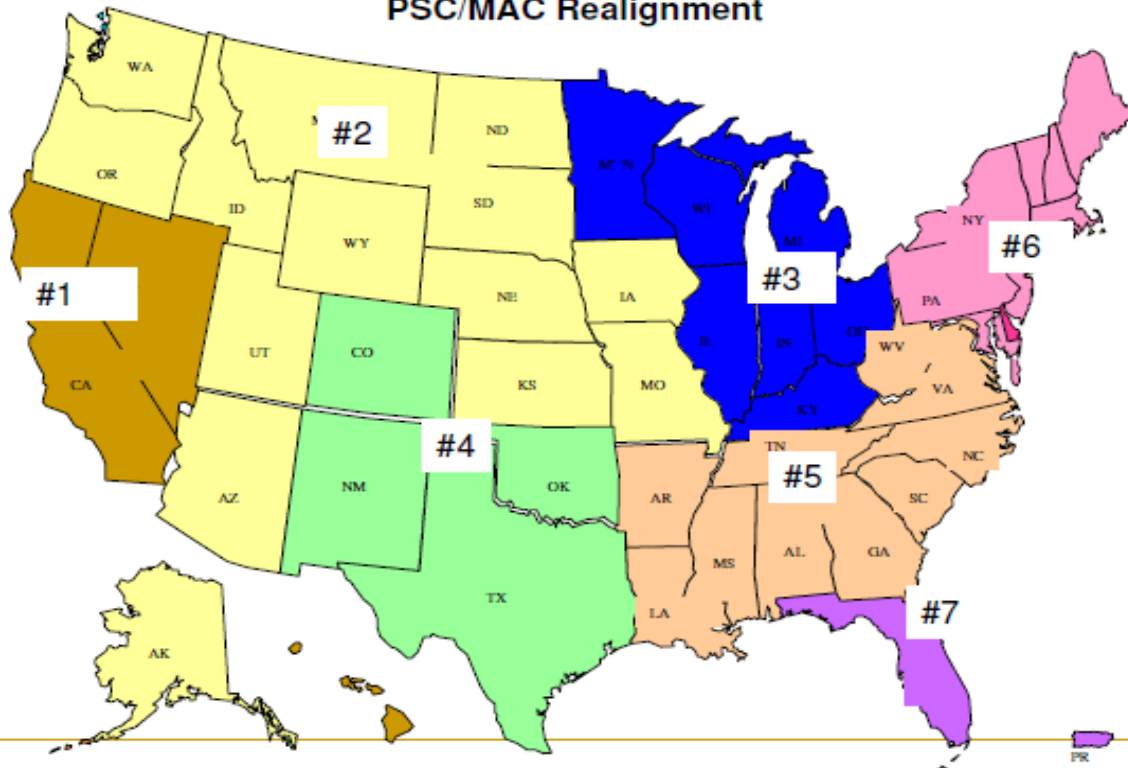 PSC/MAC Realignment
WA
#2
ND
OR
ID
SD
WY
MN
WI
MI
NY
#6
#1
#3
NE
IA
PA
UT
CO
IL
IN
OH
WV
CA
KS
MO
VA
KY
#4
TN
NC
AZ
NM
OK
AR
#5
SC
MS
AL
GA
TX
LA
#7
AK
PR